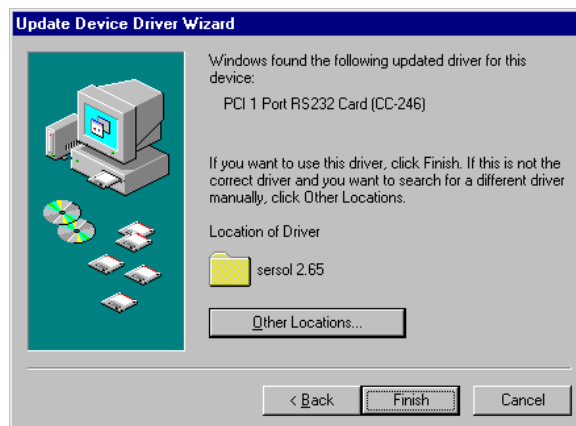 Update Device Driver Wizard
Windows found the following updated driver for this
device:
PCI 1 Port RS232 Card (CC-246)
If you want to use this driver, click Finish. If this is not the
correct driver and you want to search for a different driver
manually, click Other Locations.
Location of Driver
sersol 2.65
Other Locations...
< Back
Finish
Cancel